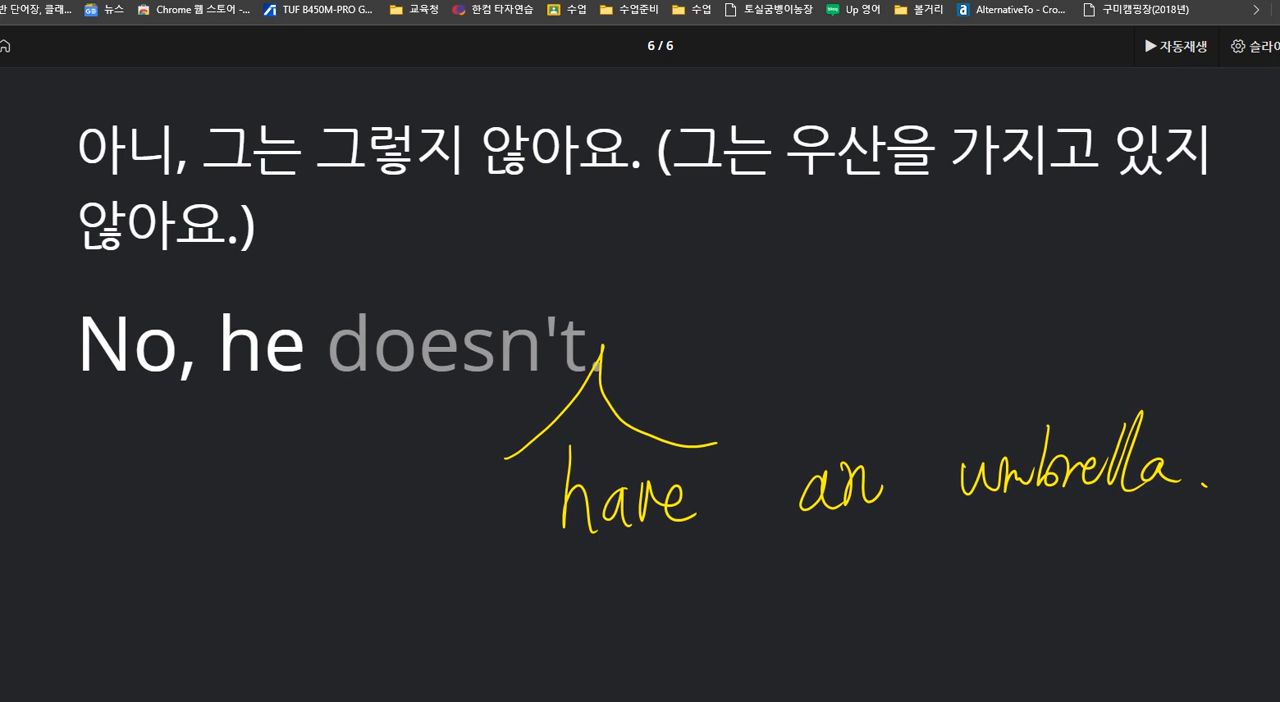 반 단어장, 클래... 뉴스 Chrome 웹 스토어 -... TUF B450M-PRO G... 교육청 한컴 타자연습 수업 수업준비 수업 토실굼벵이농장 Up 영어 볼거리 AlternativeTo - Cro... 구미캠핑장(2018년)
6 / 6 자동재생 슬라이
아니, 그는 그렇지 않아요. (그는 우산을 가지고 있지
않아요.)
No, he doesn't.
have an umbrella.